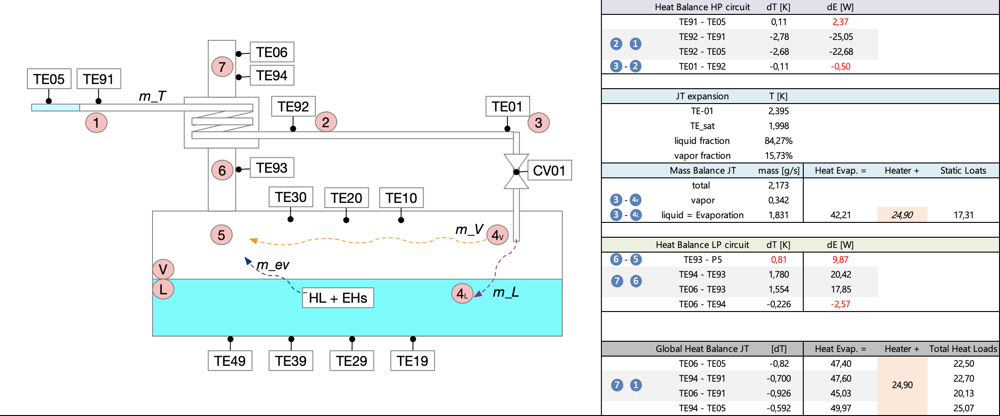 TE06
7
TE94
TE05
TE91
m_T
TE92
TE01
1
2
3
6
TE93
CV01
TE30
TE20
TE10
5
m_V
4V
V
m_ev
L
HL + EHs
4L
m_L
TE49
TE39
TE29
TE19
Heat Balance HP circuit dT [K] dE [W]
TE91 - TE05 0,11 2,37
2 1
TE92 - TE91 -2,78 -25,05
TE92 - TE05 -2,68 -22,68
3 - 2 TE01 - TE92 -0,11 -0,50
JT expansion T [K]
TE-01 2,395
TE_sat 1,998
liquid fraction 84,27%
vapor fraction 15,73%
Mass Balance JT mass [g/s] Heat Evap. = Heater + Static Loats
total 2,173
3 - 4v vapor 0,342
3 - 4L liquid = Evaporation 1,831 42,21 24,90 17,31
Heat Balance LP circuit dT [K] dE [W]
6 - 5 TE93 - P5 0,81 9,87
7 6
TE94 - TE93 1,780 20,42
TE06 - TE93 1,554 17,85
TE06 - TE94 -0,226 -2,57
Global Heat Balance JT [dT] Heat Evap. = Heater + Total Heat Loads
TE06 - TE05 -0,82 47,40 22,50
7 1 TE94 - TE91 -0,700 47,60 22,70
24,90
TE06 - TE91 -0,926 45,03 20,13
TE94 - TE05 -0,592 49,97 25,07